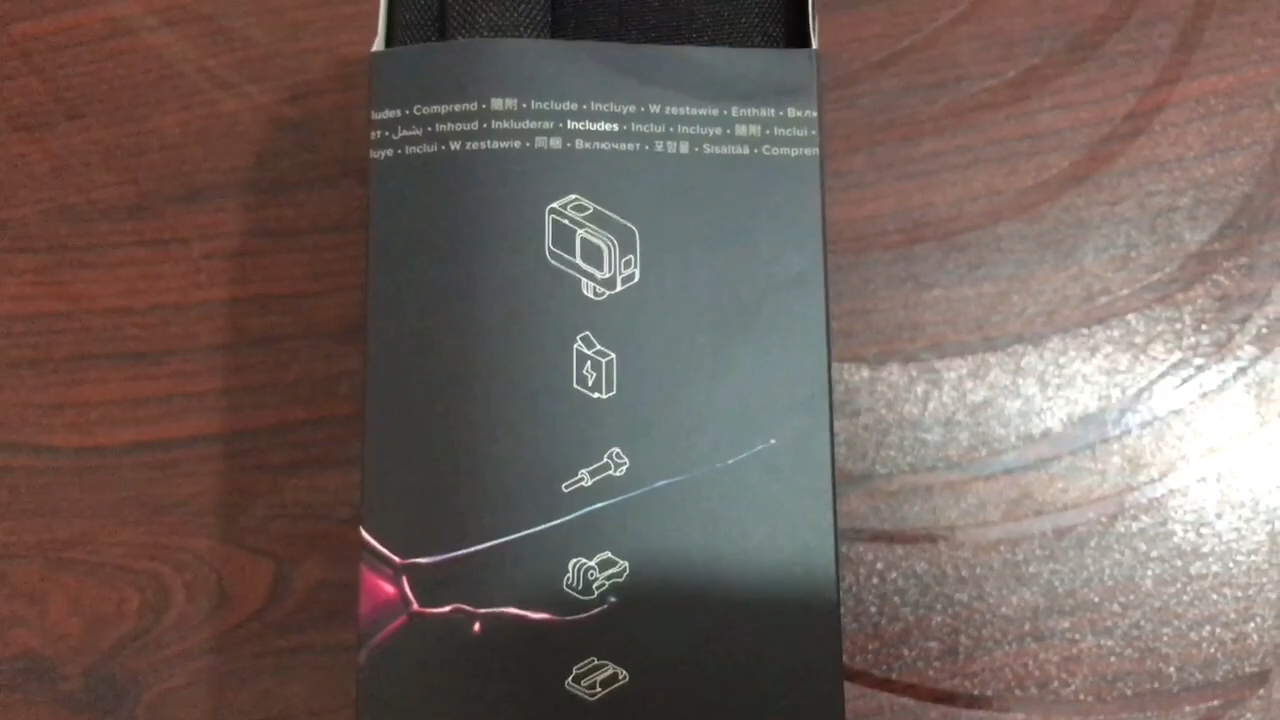 ludes • Comprend • 隨附 • Include • Incluye • W zestawie • Enthält • Вкл
ет • يشمل • Inhoud • Inkluderar • Includes • Inclui • Incluye • 隨附 • Inclui •
luye • Inclui • W zestawie • 同梱 • Включает • 포함물 • Sisältää • Compren